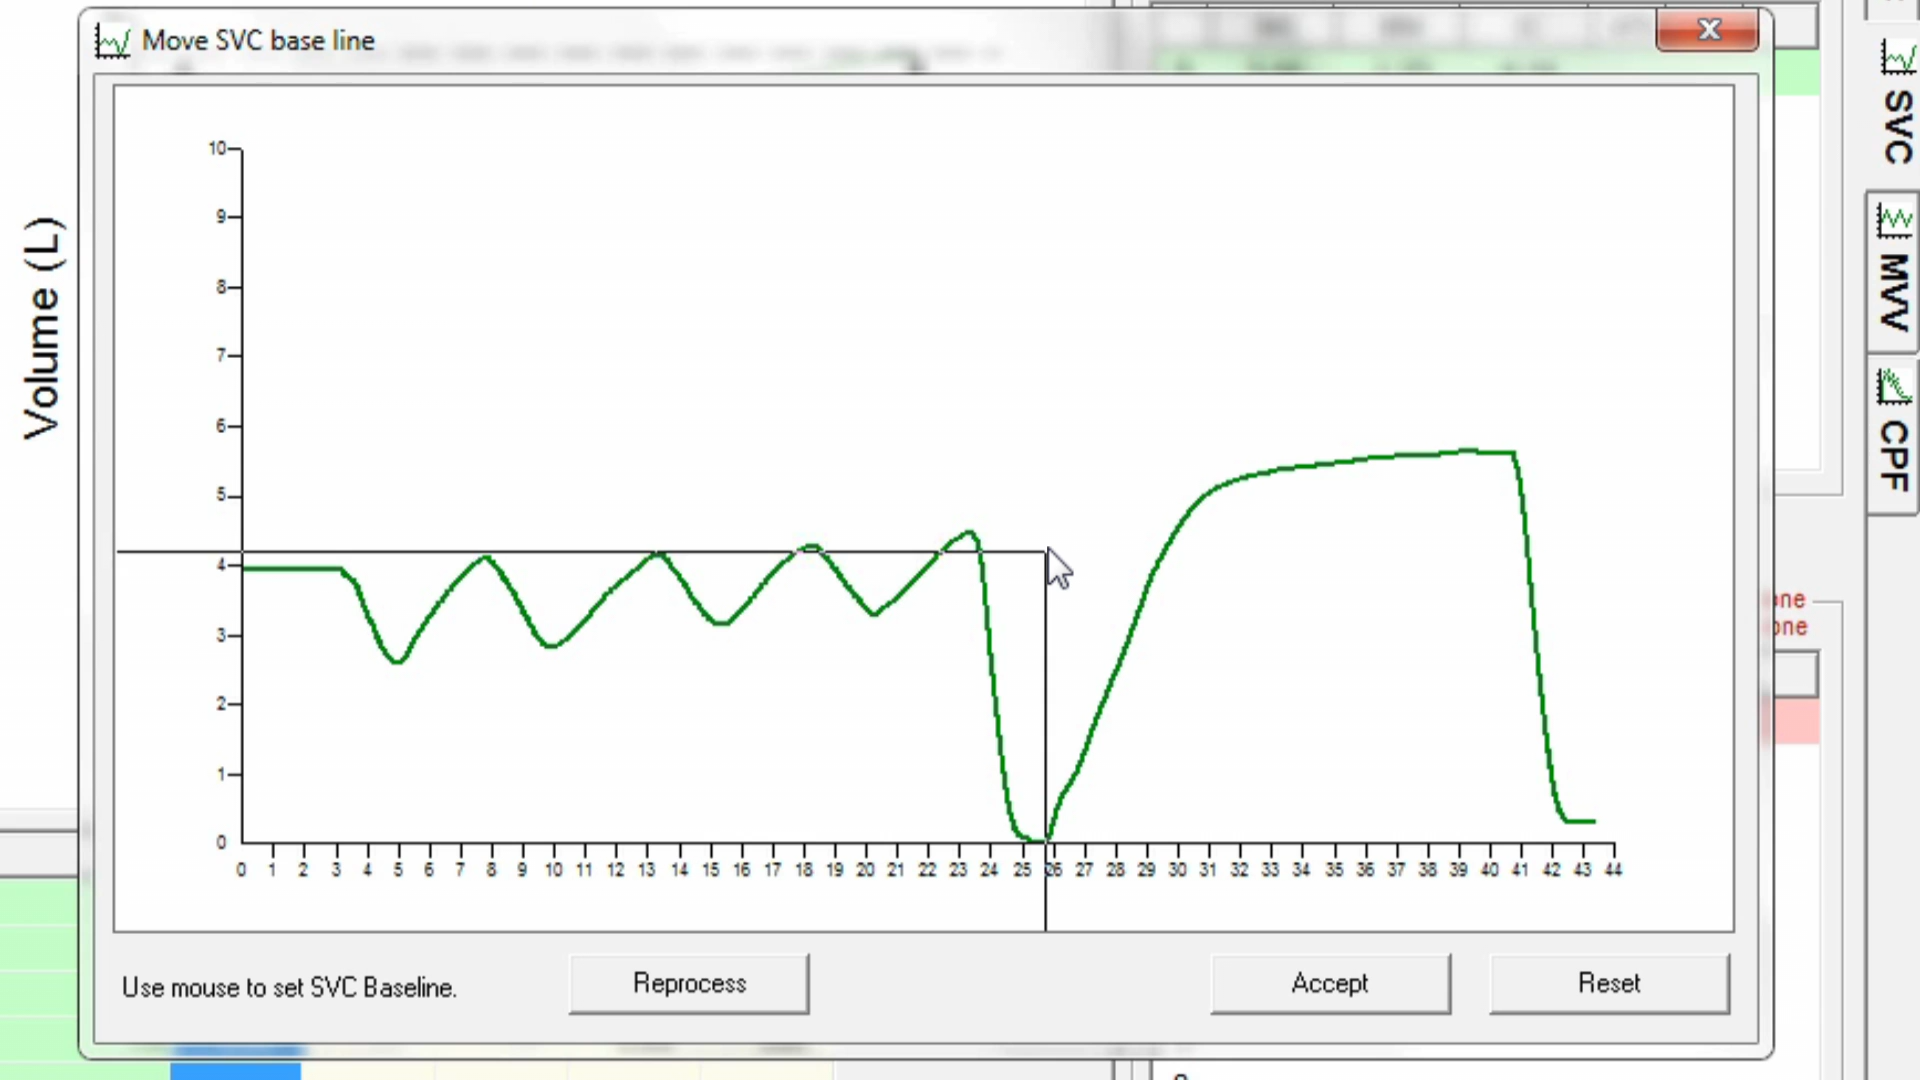 Move SVC base line
x
SVC
MVV
CPF
Volume (L)
10
9
8
7
6
5
4
3
2
1
0
0 1 2 3 4 5 6 7 8 9 10 11 12 13 14 15 16 17 18 19 20 21 22 23 24 25 26 27 28 29 30 31 32 33 34 35 36 37 38 39 40 41 42 43 44
one
one
Use mouse to set SVC Baseline.
Reprocess
Accept
Reset